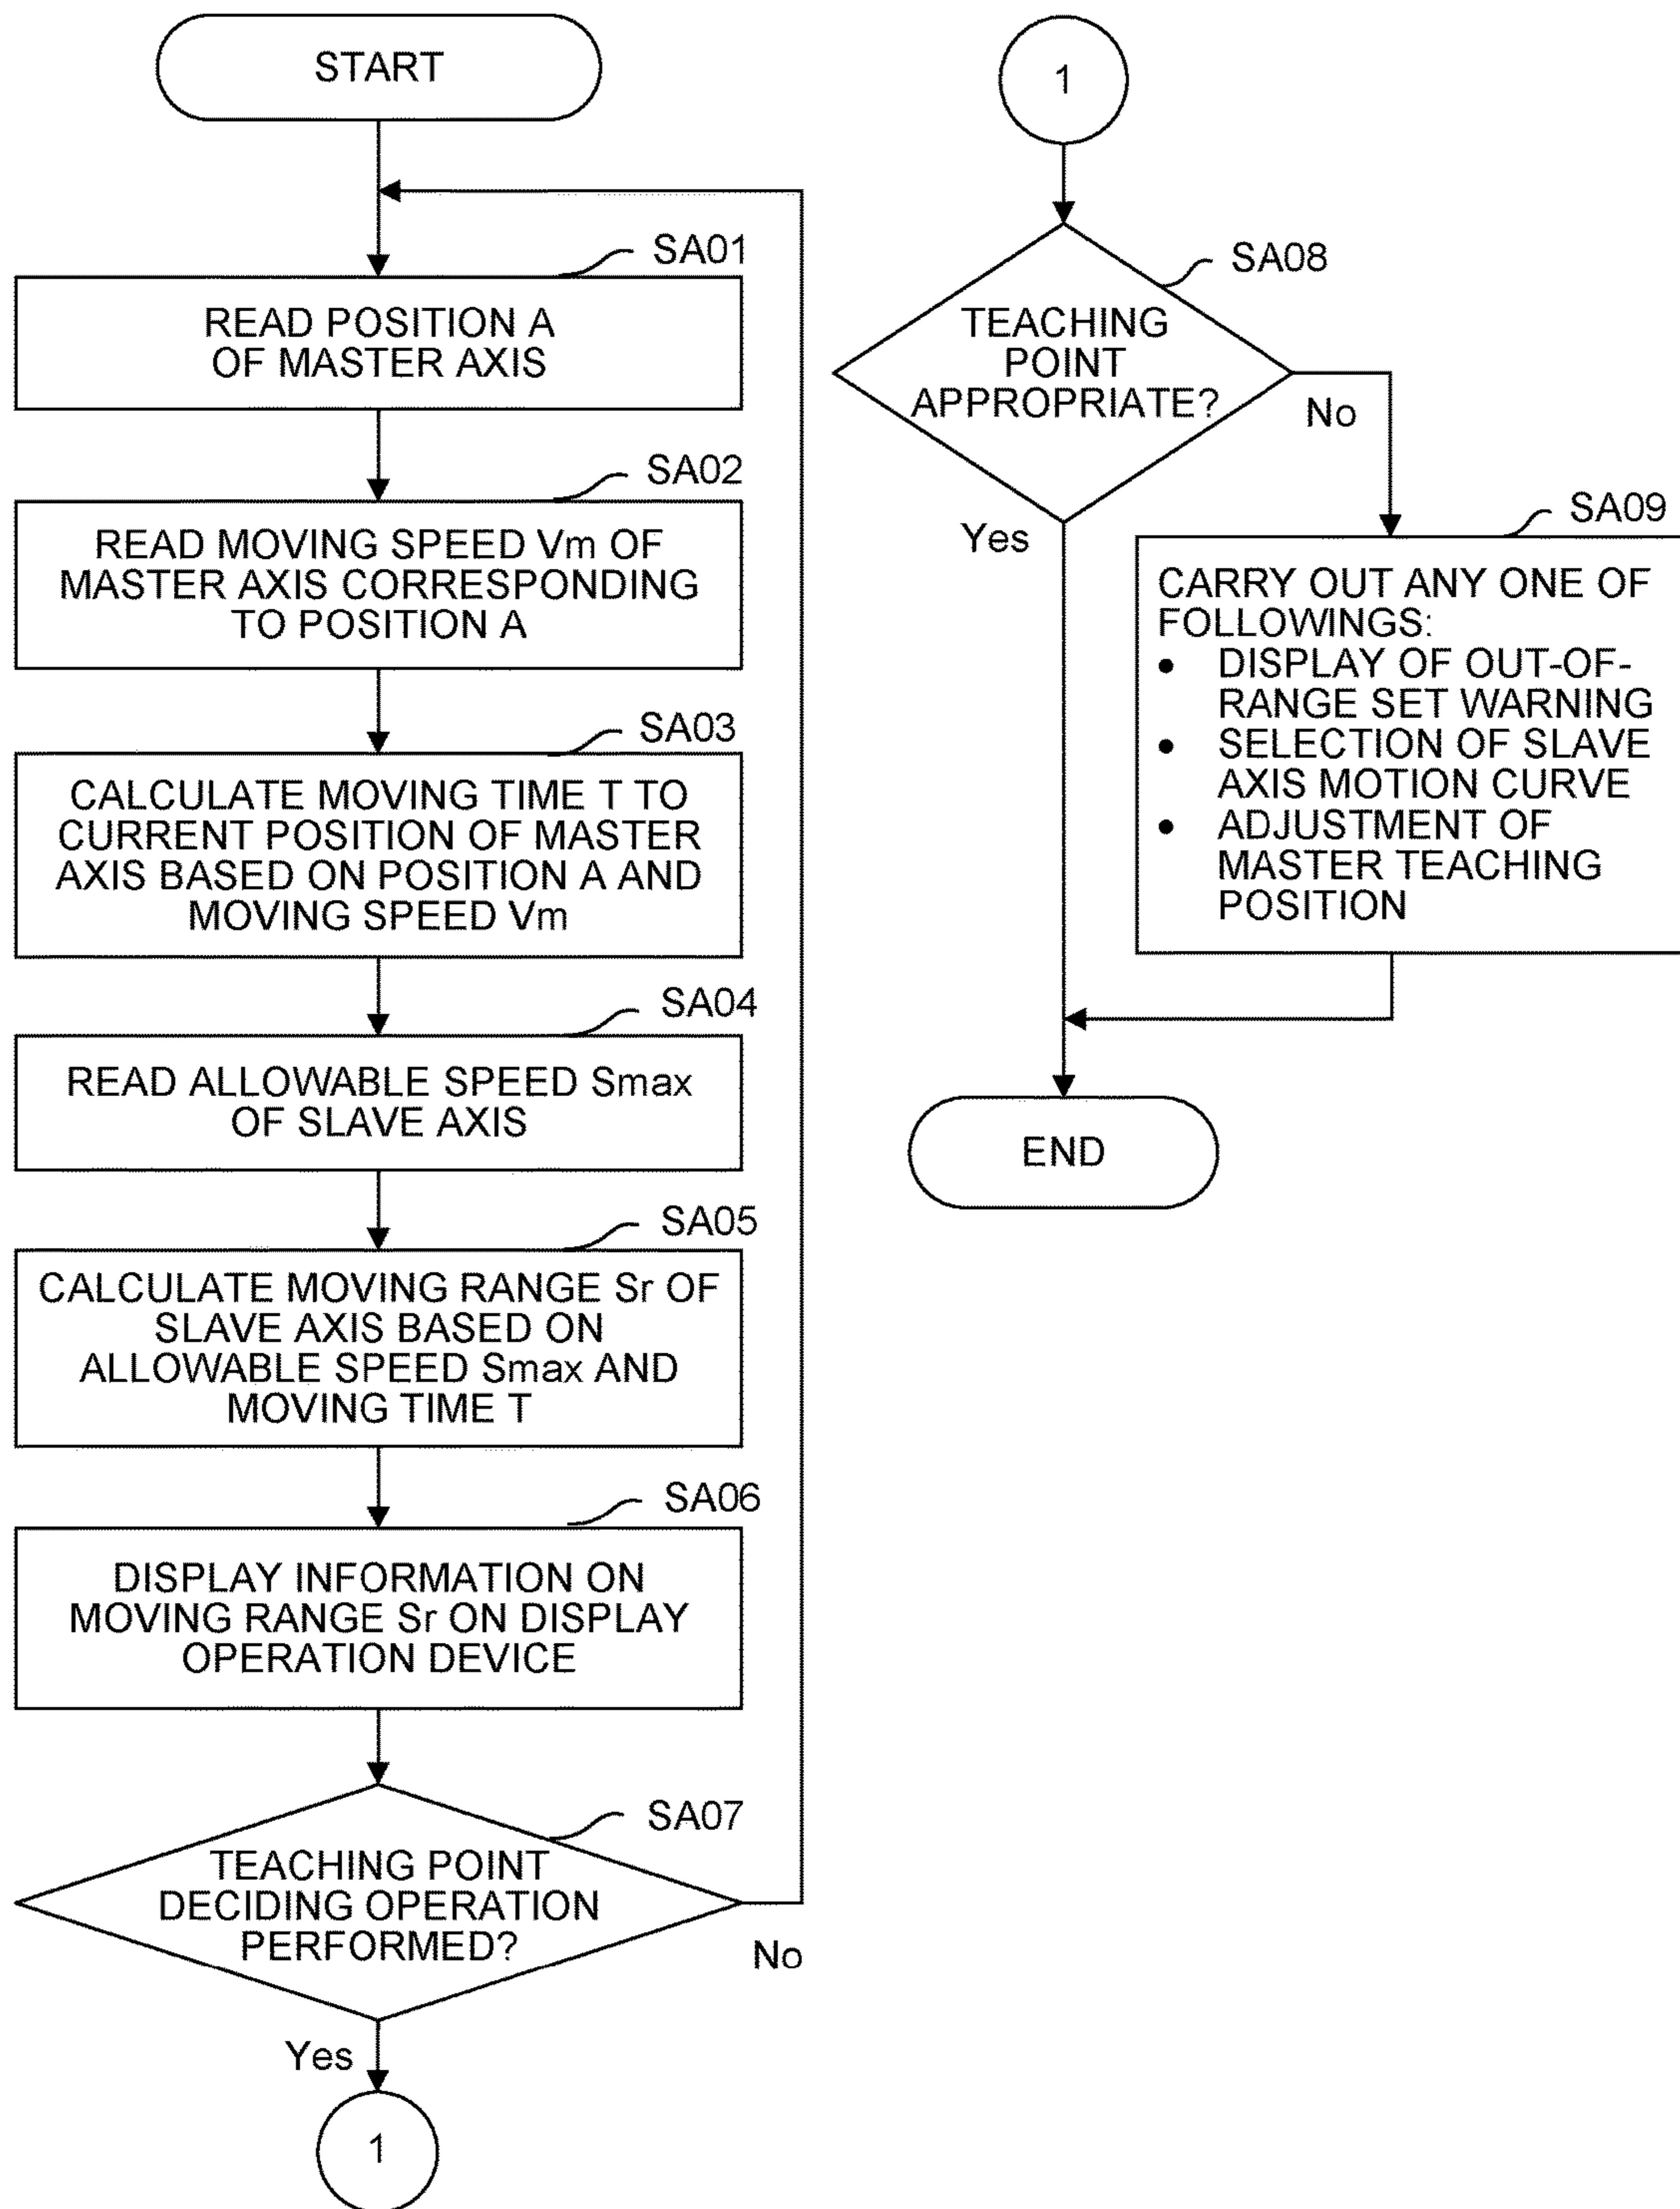 START
SA01
READ POSITION A
OF MASTER AXIS
SA02
READ MOVING SPEED Vm OF
MASTER AXIS CORRESPONDING
TO POSITION A
SA03
CALCULATE MOVING TIME T TO
CURRENT POSITION OF MASTER
AXIS BASED ON POSITION A AND
MOVING SPEED Vm
SA04
READ ALLOWABLE SPEED Smax
OF SLAVE AXIS
SA05
CALCULATE MOVING RANGE Sr OF
SLAVE AXIS BASED ON
ALLOWABLE SPEED Smax AND
MOVING TIME T
SA06
DISPLAY INFORMATION ON
MOVING RANGE Sr ON DISPLAY
OPERATION DEVICE
SA07
TEACHING POINT
DECIDING OPERATION
PERFORMED?
No
Yes
1
1
SA08
TEACHING
POINT
APPROPRIATE?
No
Yes
SA09
CARRY OUT ANY ONE OF
FOLLOWINGS:
• DISPLAY OF OUT-OF-
RANGE SET WARNING
• SELECTION OF SLAVE
AXIS MOTION CURVE
• ADJUSTMENT OF
MASTER TEACHING
POSITION
END